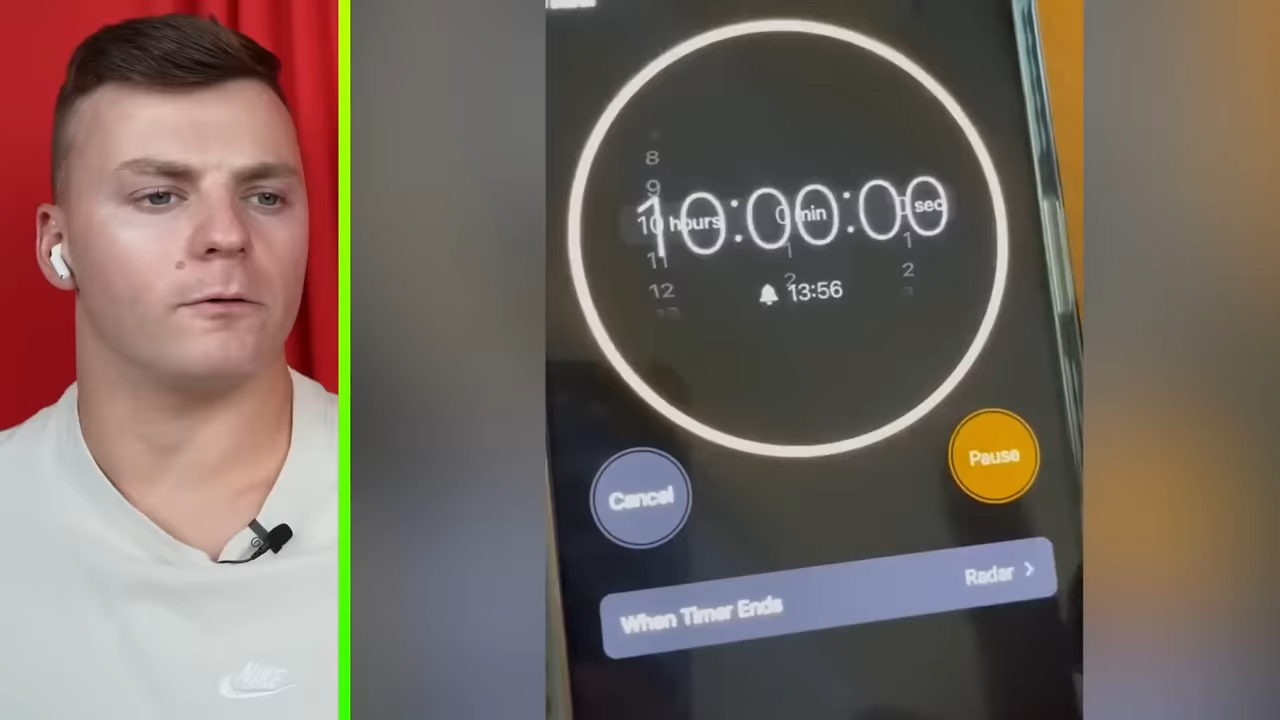 8
9
10 hours 0 min 0 sec
10:00:00
11 1 1
12 2 2
13:56
Cancel
Pause
When Timer Ends
Radar
NIKE